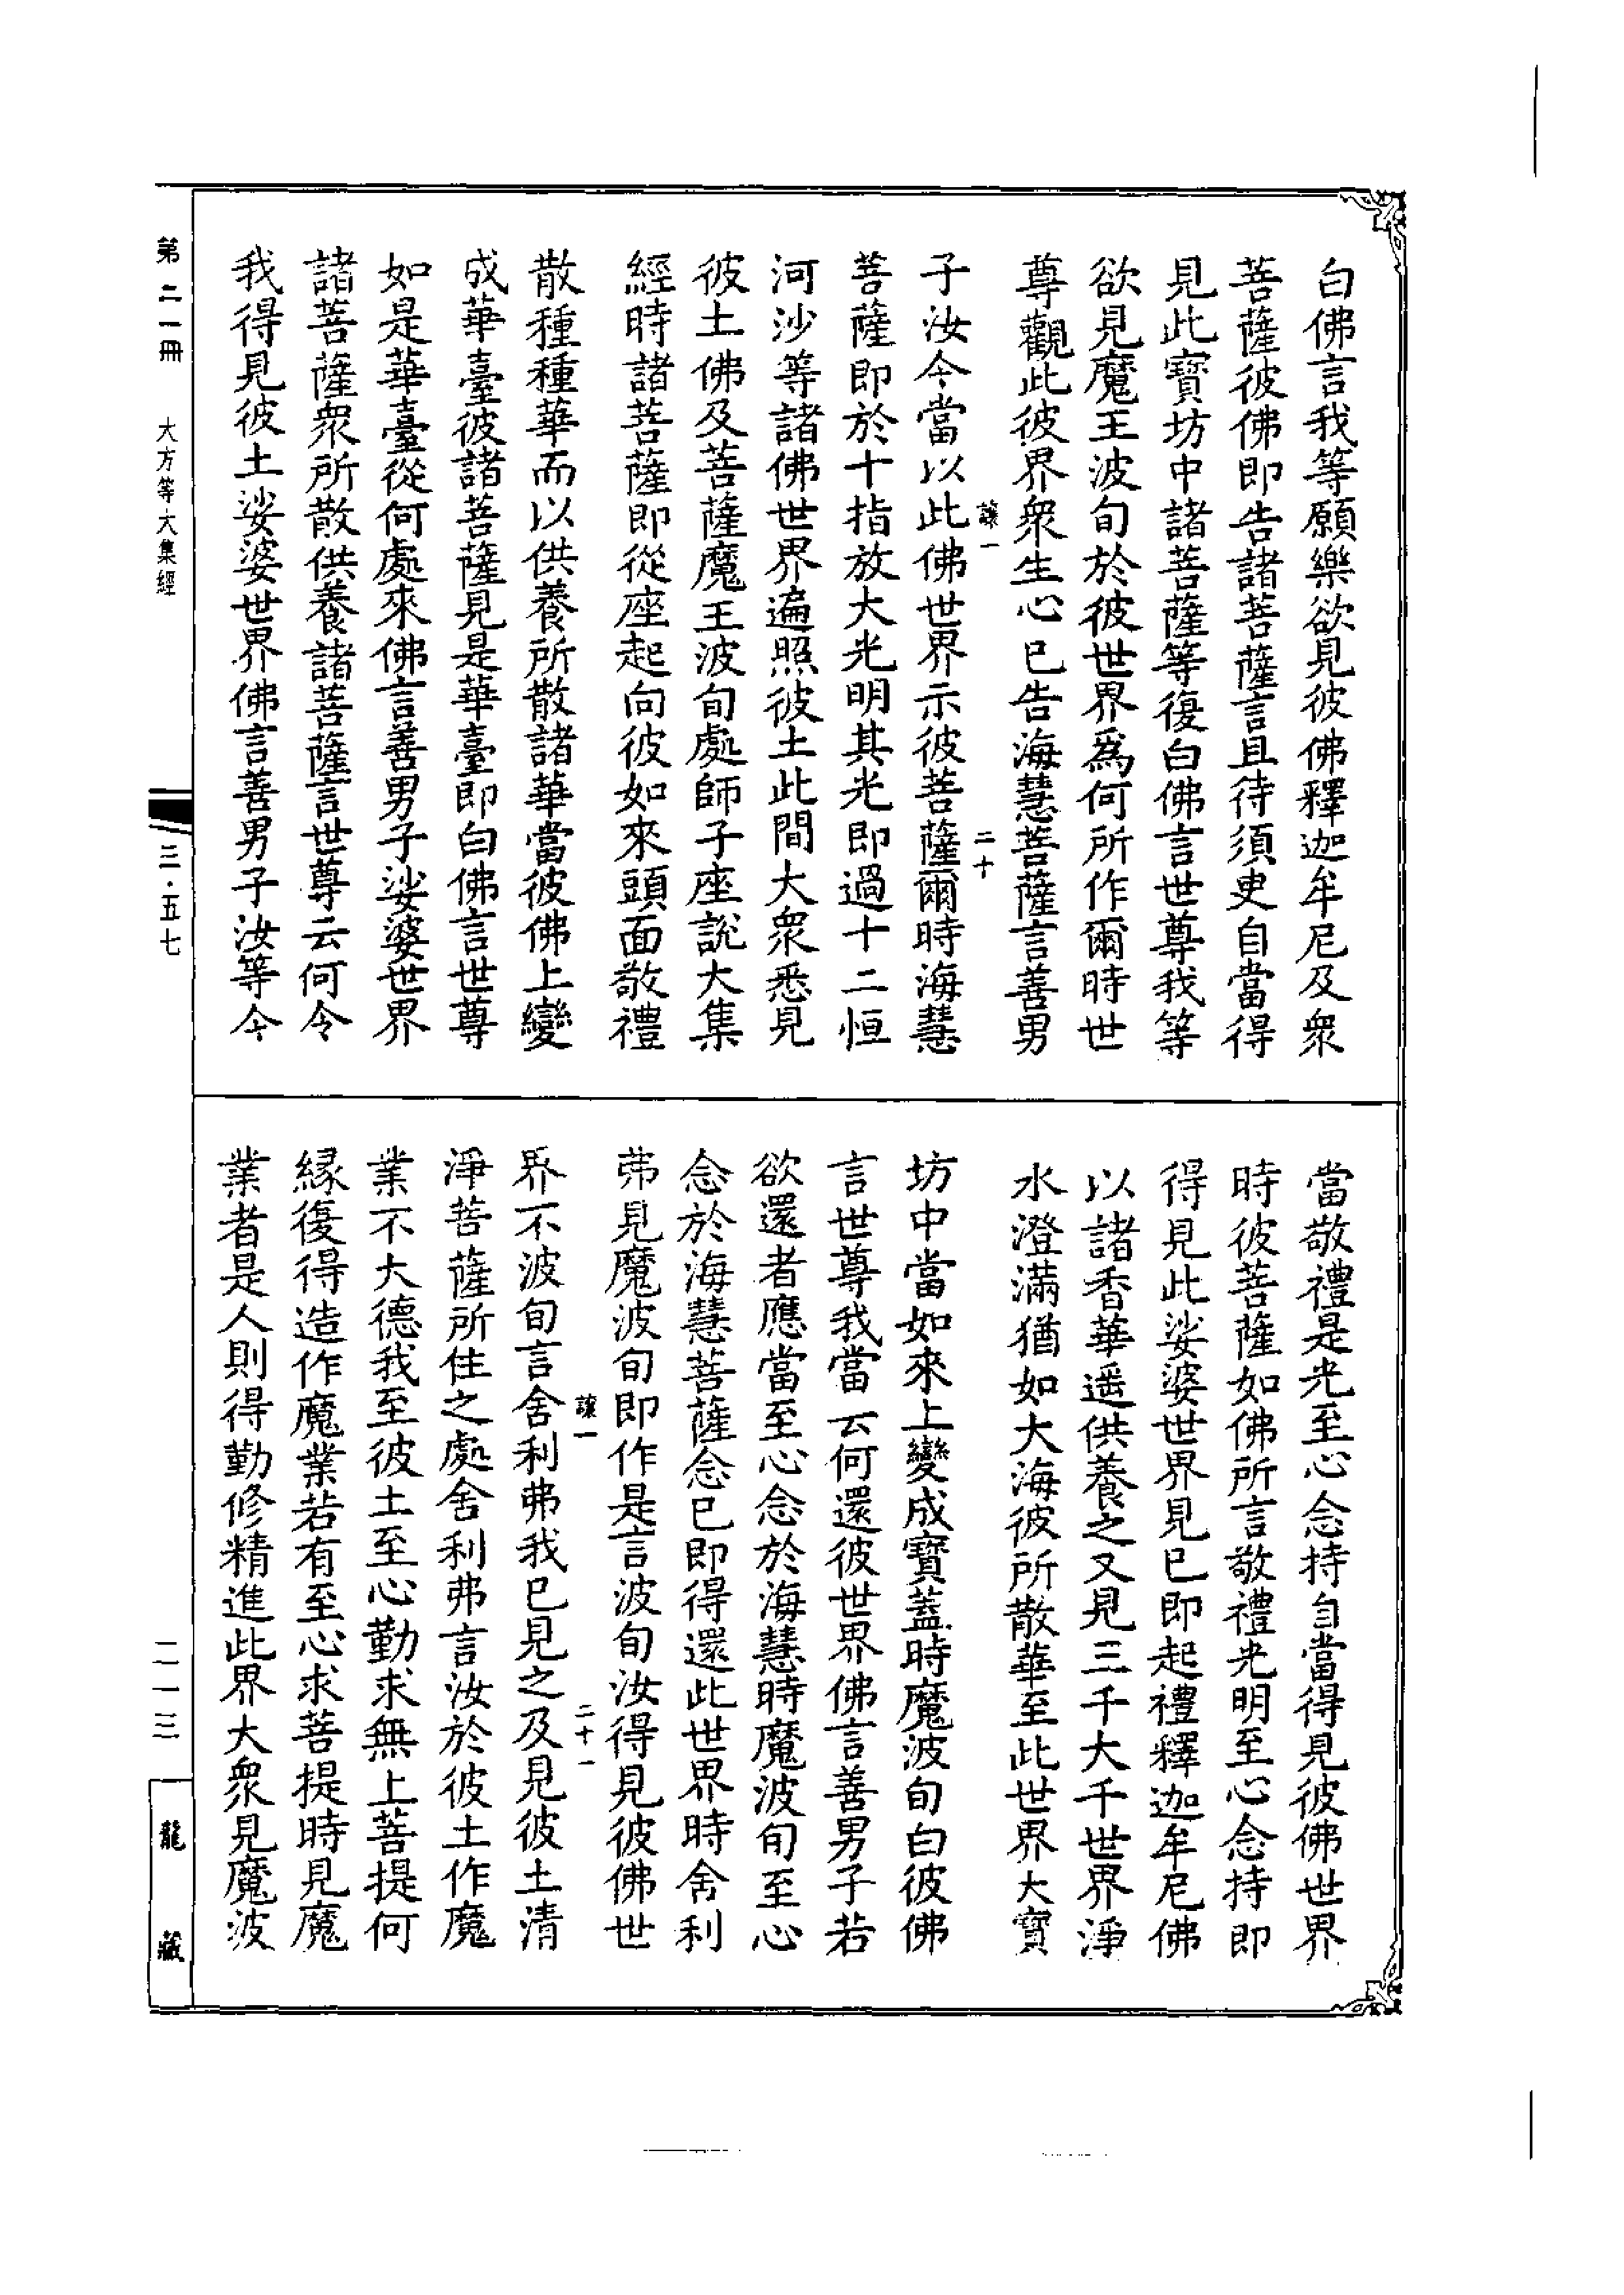 白佛言我等願樂欲見彼佛釋迦牟尼及衆
菩薩彼佛即告諸菩薩言且待須臾自當得
見此寶坊中諸菩薩等復白佛言世尊我等
欲見魔王波旬於彼世界爲何所作爾時世
尊觀此彼界衆生心已告海慧菩薩言善男
讓一 二十
子汝今當以此佛世界示彼菩薩爾時海慧
菩薩即於十指放大光明其光即過十二恒
河沙等諸佛世界遍照彼土此間大衆悉見
彼土佛及菩薩魔王波旬處師子座說大集
經時諸菩薩即從座起向彼如來頭面敬禮
散種種華而以供養所散諸華當彼佛上變
成華臺彼諸菩薩見是華臺即白佛言世尊
如是華臺從何處來佛言善男子娑婆世界
諸菩薩衆所散供養諸菩薩言世尊云何令
我得見彼土娑婆世界佛言善男子汝等今
當敬禮是光至心念持自當得見彼佛世界
時彼菩薩如佛所言敬禮光明至心念持即
得見此娑婆世界見已即起禮釋迦牟尼佛
以諸香華遥供養之又見三千大千世界淨
水澄滿猶如大海彼所散華至此世界大寶
坊中當如來上變成寶蓋時魔波旬白彼佛
言世尊我當云何還彼世界佛言善男子若
欲還者應當至心念於海慧時魔波旬至心
念於海慧菩薩念已即得還此世界時舍利
弗見魔波旬即作是言波旬汝得見彼佛世
讓一 二十一
界不波旬言舍利弗我已見之及見彼土清
淨菩薩所住之處舍利弗言汝於彼土作魔
業不大德我至彼土至心勤求無上菩提何
緣復得造作魔業若有至心求菩提時見魔
業者是人則得勤修精進此界大衆見魔波
第二一冊 大方等大集經 三·五七 二一三 龍藏